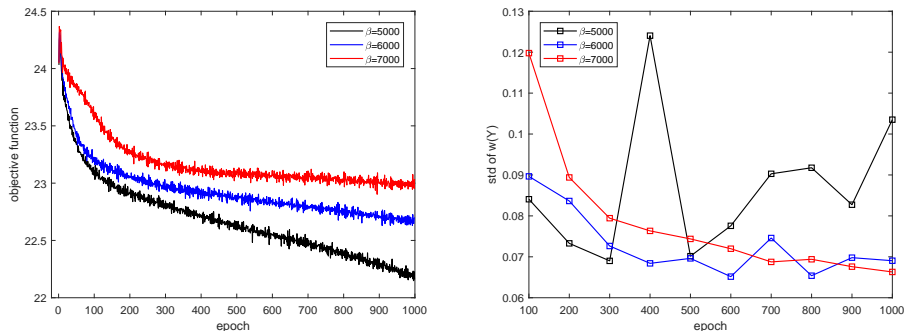 24.5
24
23.5
23
22.5
22
objective function
0 100 200 300 400 500 600 700 800 900 1000
epoch
β=5000
β=6000
β=7000
0.13
0.12
0.11
0.1
0.09
0.08
0.07
0.06
std of w(Y)
100 200 300 400 500 600 700 800 900 1000
epoch
β=5000
β=6000
β=7000